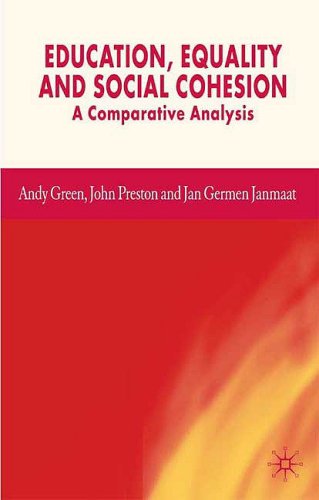 EDUCATION, EQUALITY
AND SOCIAL COHESION
A Comparative Analysis
Andy Green, John Preston and Jan Germen Janmaat